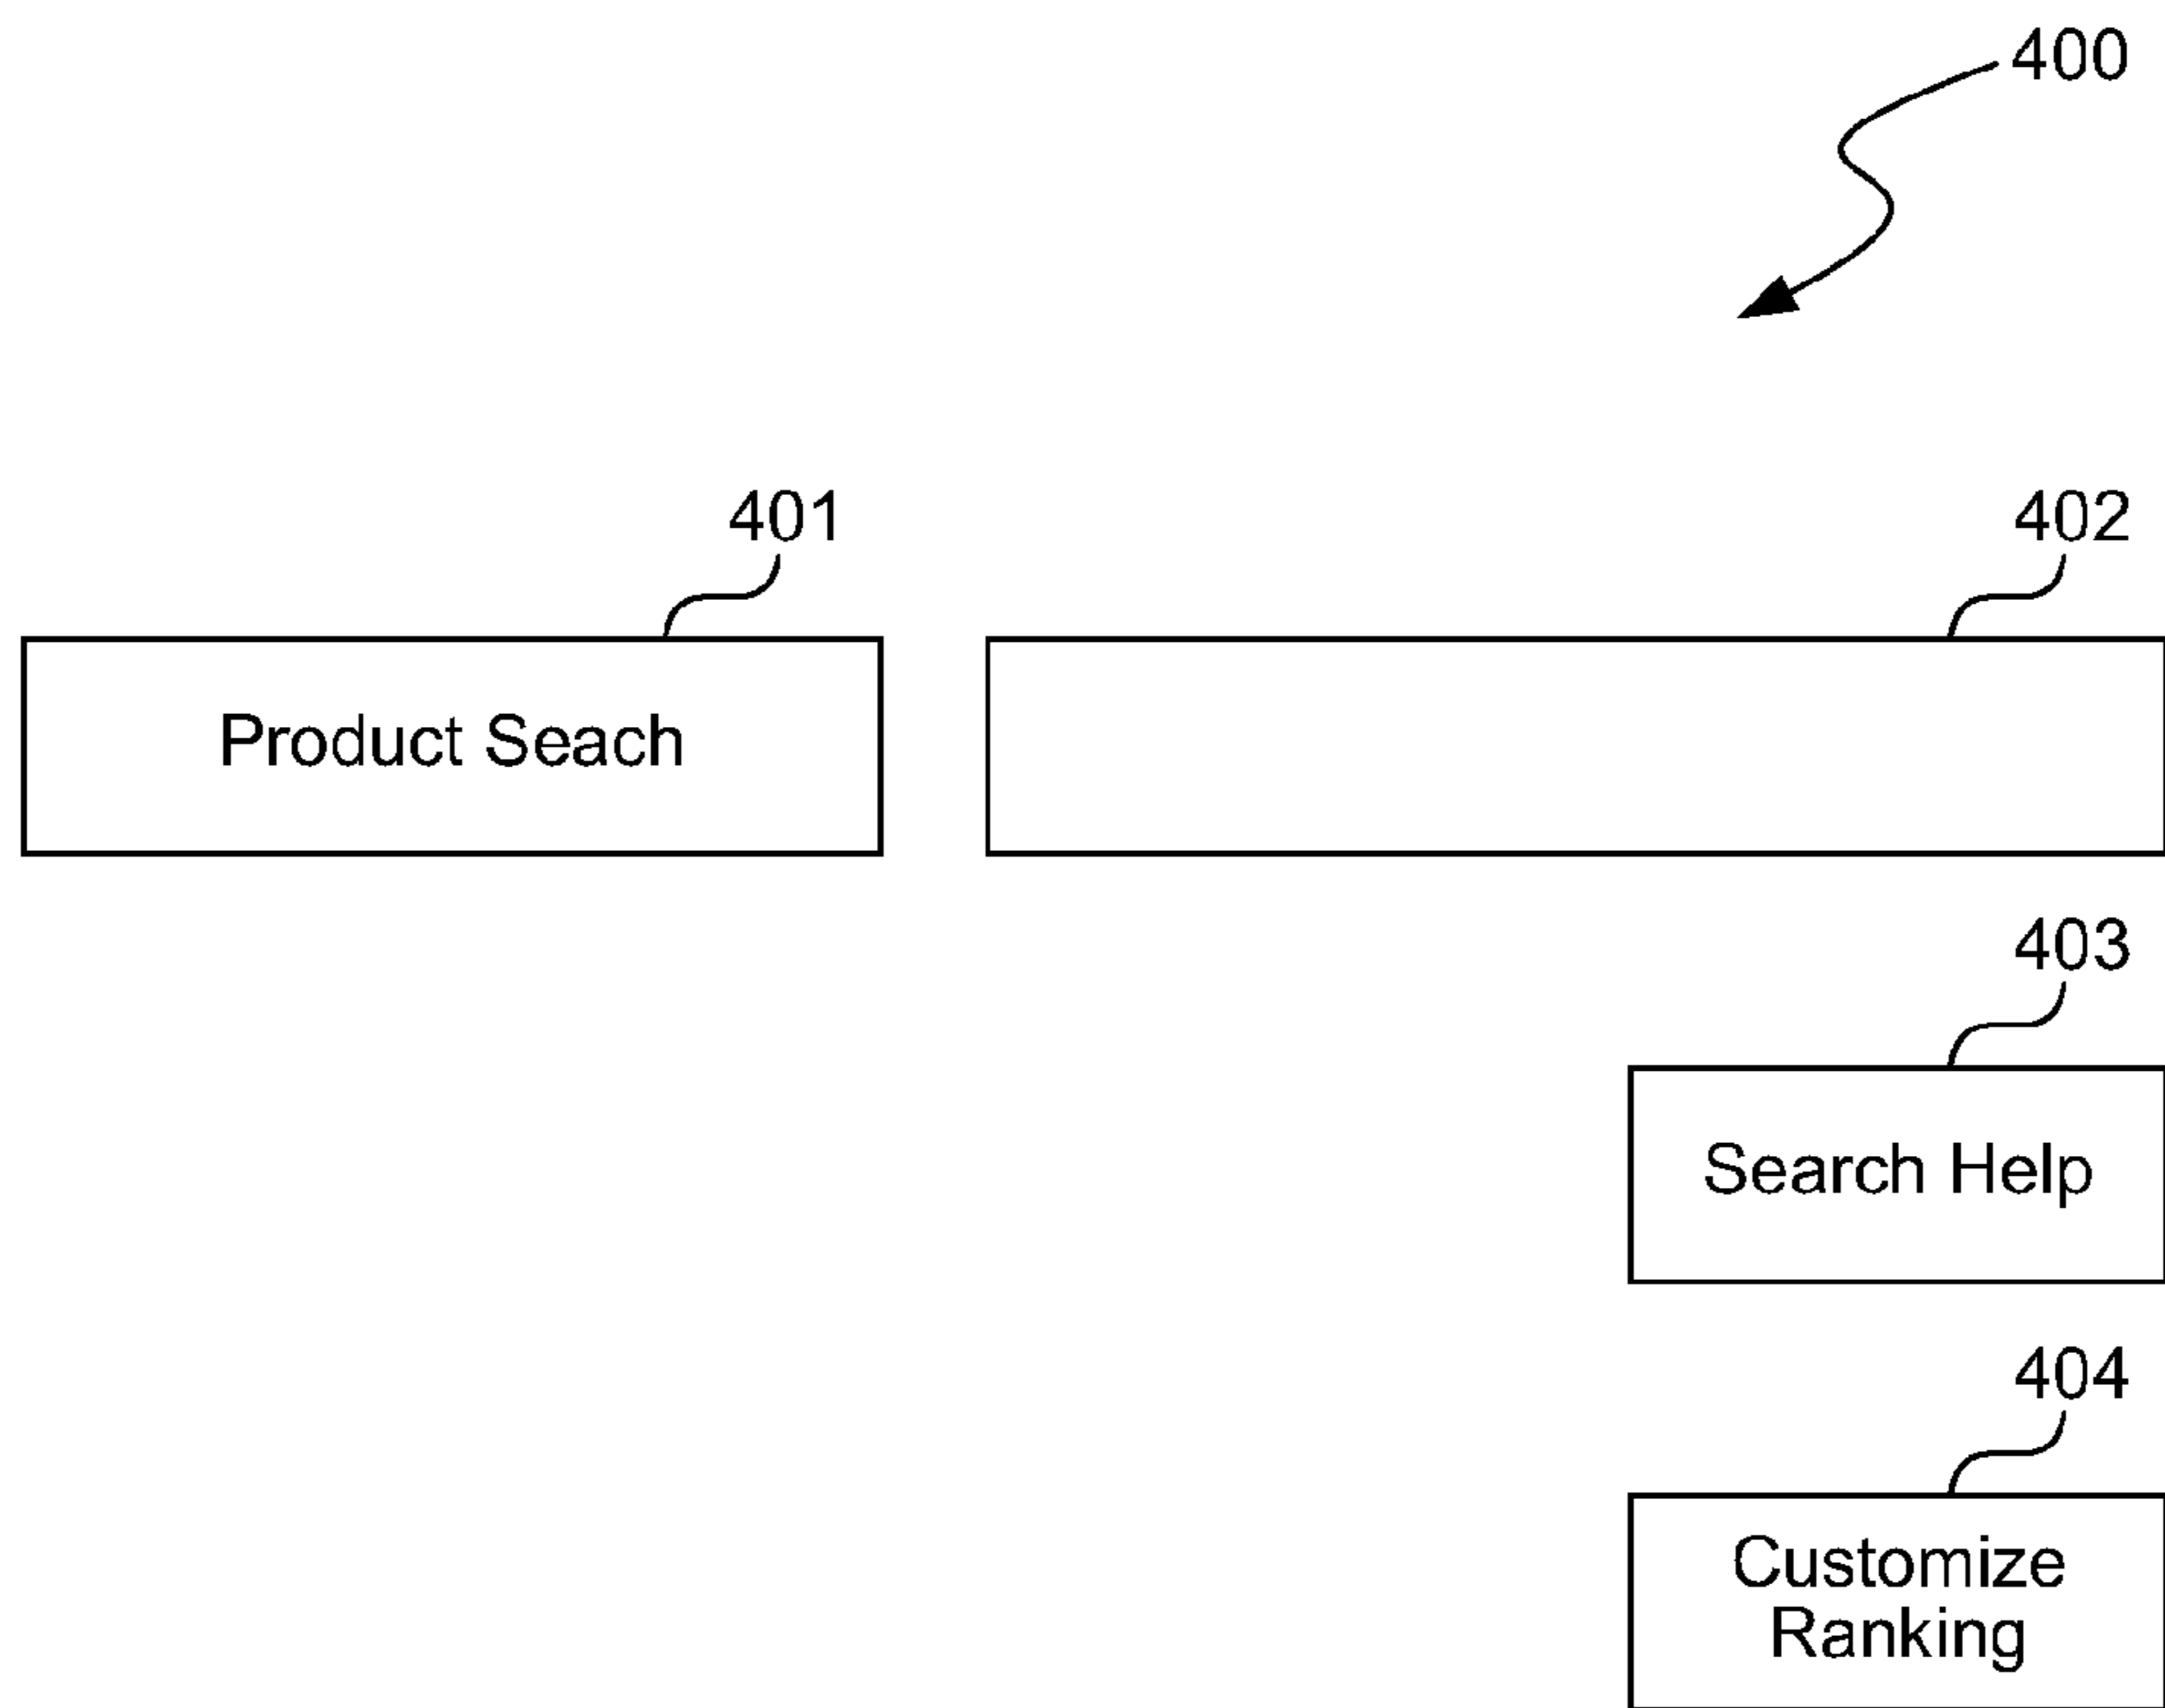 400
401
402
Product Seach
403
Search Help
404
Customize
Ranking